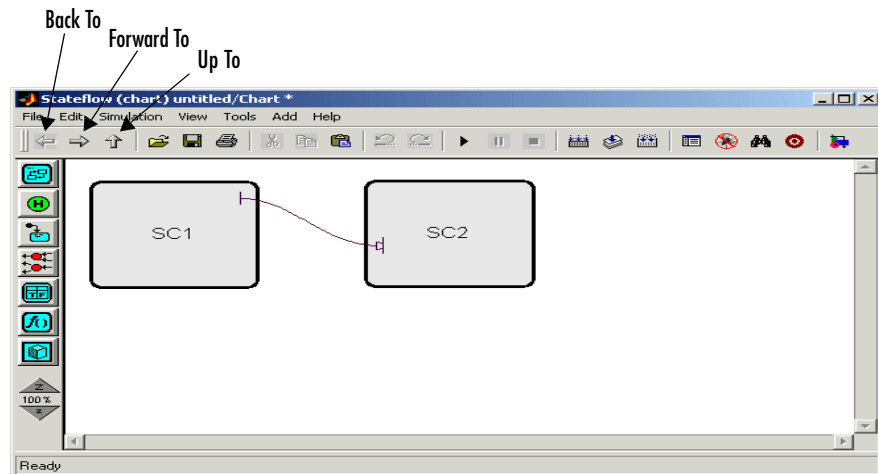 Back To
Forward To
Up To
Stateflow (chart) untitled/Chart *
File Edit Simulation View Tools Add Help
SC1
SC2
H
TF
f()
Z
100 %
z
Ready